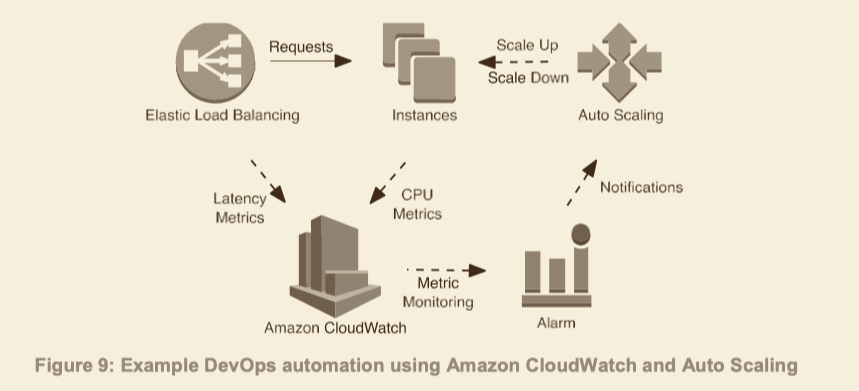 Requests
Scale Up
Scale Down
Elastic Load Balancing
Instances
Auto Scaling
Latency
Metrics
CPU
Metrics
Notifications
Metric
Monitoring
Amazon CloudWatch
Alarm
Figure 9: Example DevOps automation using Amazon CloudWatch and Auto Scaling